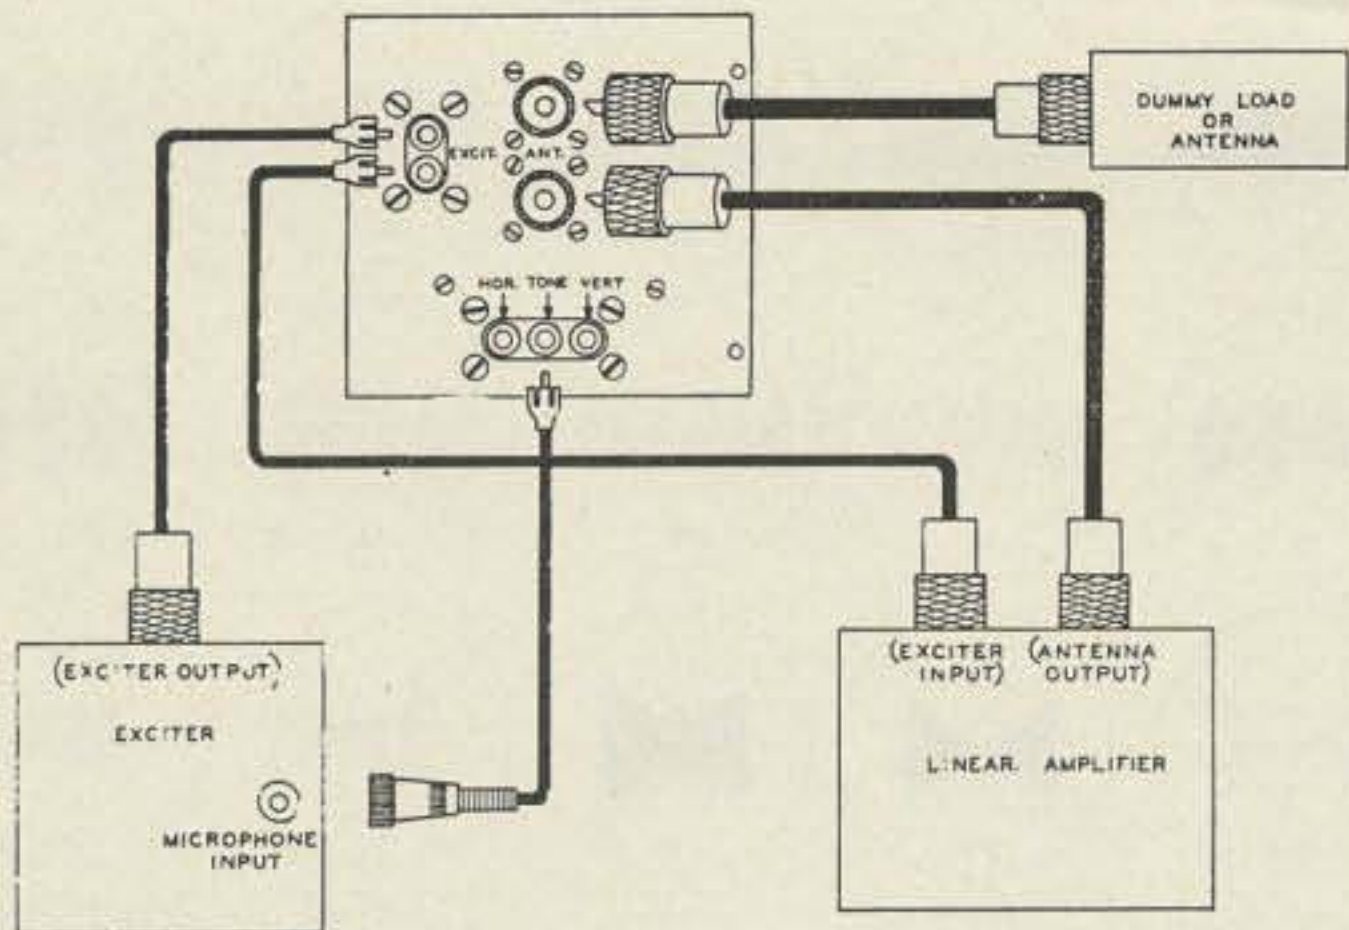 DUMMY LOAD
OR
ANTENNA
EXCIT. ANT.
HOR. TONE VERT
(EXCITER OUTPUT)
EXCITER
MICROPHONE
INPUT
(EXCITER
INPUT)
(ANTENNA
OUTPUT)
LINEAR AMPLIFIER